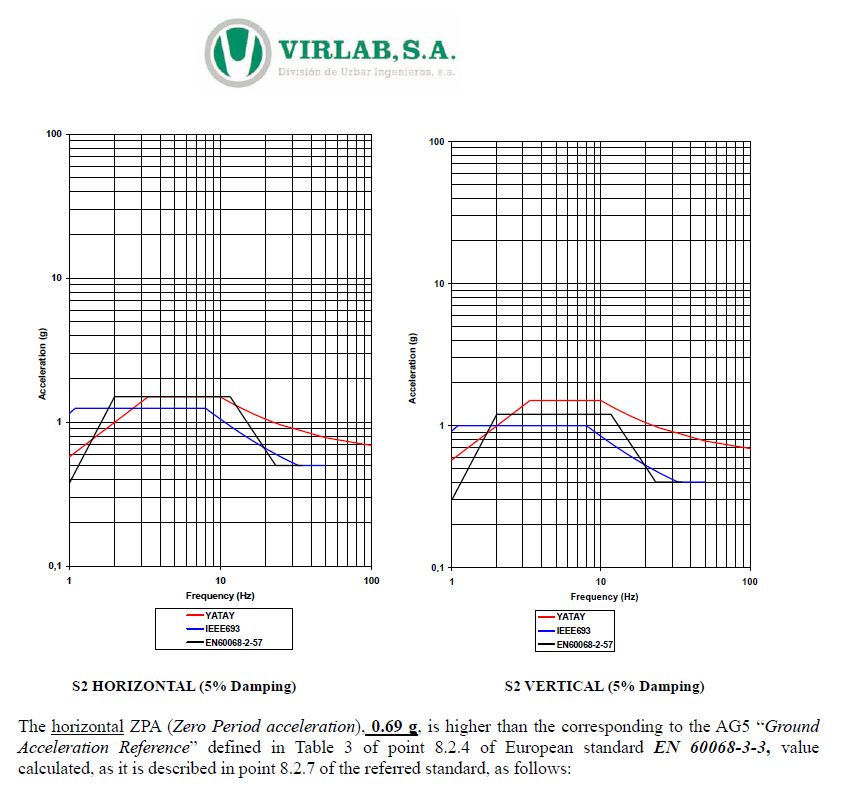 VIRLAB, S.A.
División de Urbar Ingenieros, s.a.
100
10
1
0,1
Acceleration (g)
1
10
100
Frequency (Hz)
YATAY
IEEE693
EN60068-2-57
100
10
1
0,1
Acceleration (g)
1
10
100
Frequency (Hz)
YATAY
IEEE693
EN60068-2-57
S2 HORIZONTAL (5% Damping)
S2 VERTICAL (5% Damping)
The horizontal ZPA (Zero Period acceleration), 0.69 g, is higher than the corresponding to the AG5 “Ground
Acceleration Reference” defined in Table 3 of point 8.2.4 of European standard EN 60068-3-3, value
calculated, as it is described in point 8.2.7 of the referred standard, as follows: